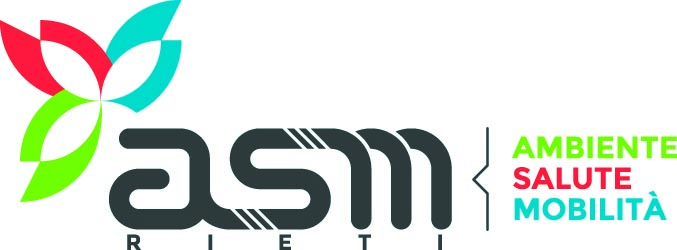 asm
RIETI
AMBIENTE
SALUTE
MOBILITÀ